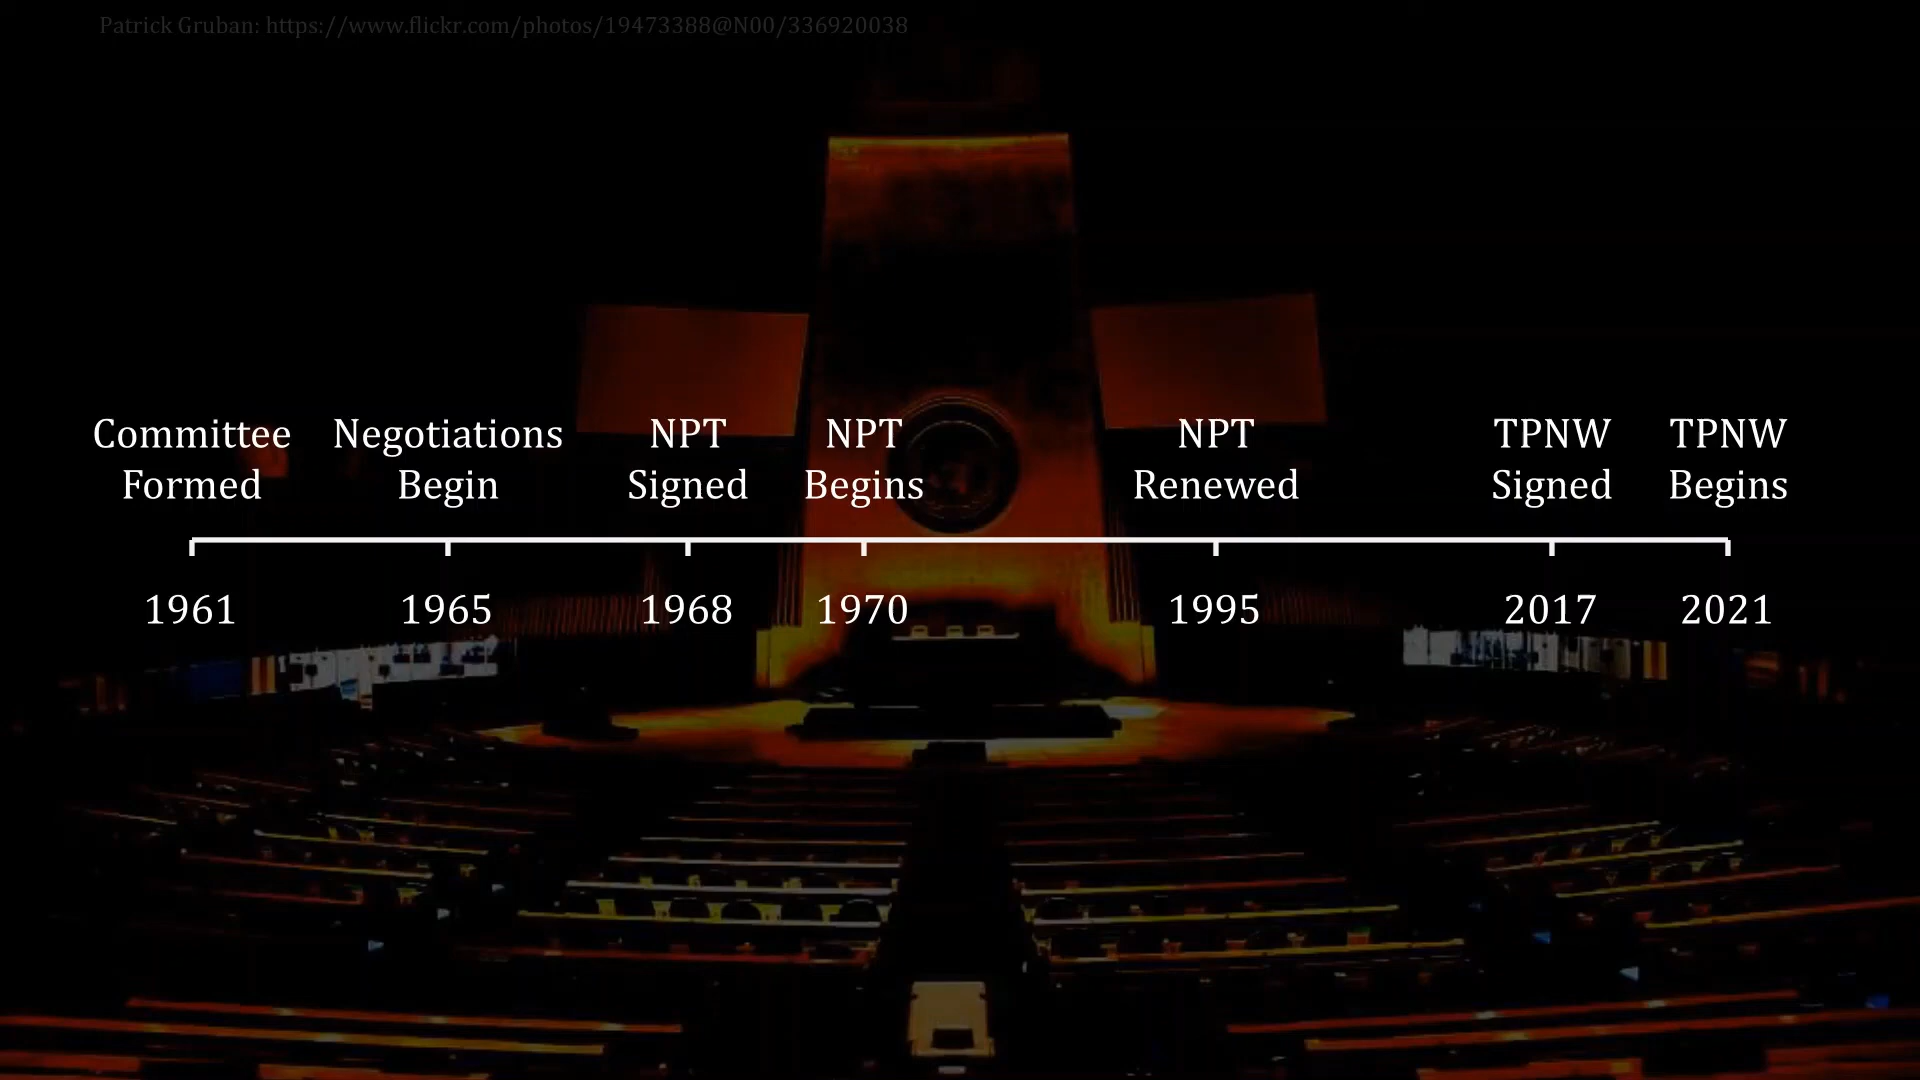 Patrick Gruban: https://www.flickr.com/photos/19473388@N00/336920038
Committee
Formed
Negotiations
Begin
NPT
Signed
NPT
Begins
NPT
Renewed
TPNW
Signed
TPNW
Begins
1961
1965
1968
1970
1995
2017
2021